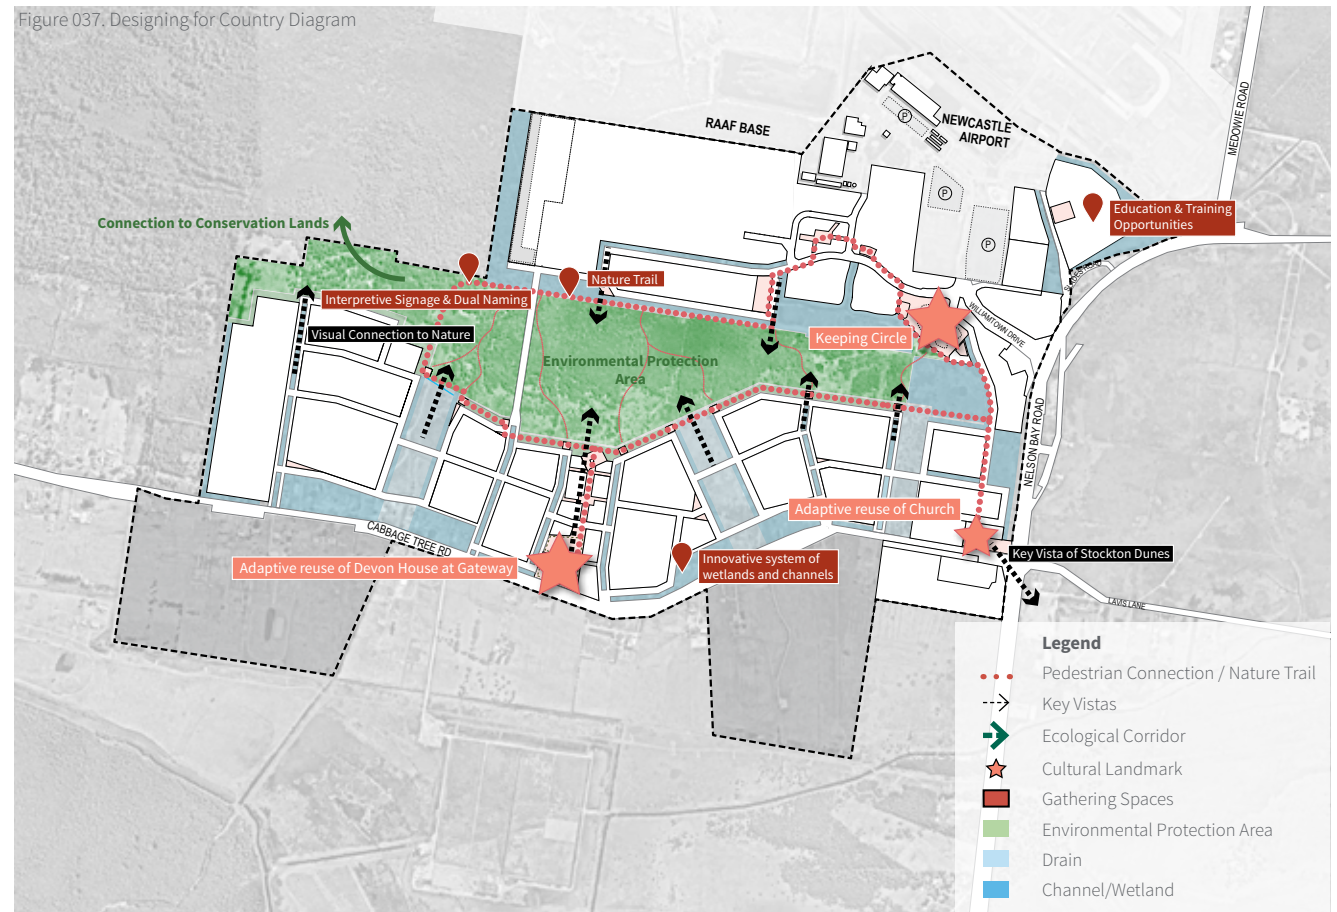 Figure 037. Designing for Country Diagram
RAAF BASE
NEWCASTLE
AIRPORT
P
P
P
MEDOWIE ROAD
Education & Training
Opportunities
Connection to Conservation Lands
Interpretive Signage & Dual Naming
Nature Trail
Visual Connection to Nature
Keeping Circle
WILLIAMTOWN DRIVE
Environmental Protection
Area
NELSON BAY ROAD
Adaptive reuse of Church
CABBAGE TREE RD
Adaptive reuse of Devon House at Gateway
Innovative system of
wetlands and channels
Key Vista of Stockton Dunes
LAVIS LANE
Legend
Pedestrian Connection / Nature Trail
Key Vistas
Ecological Corridor
Cultural Landmark
Gathering Spaces
Environmental Protection Area
Drain
Channel/Wetland